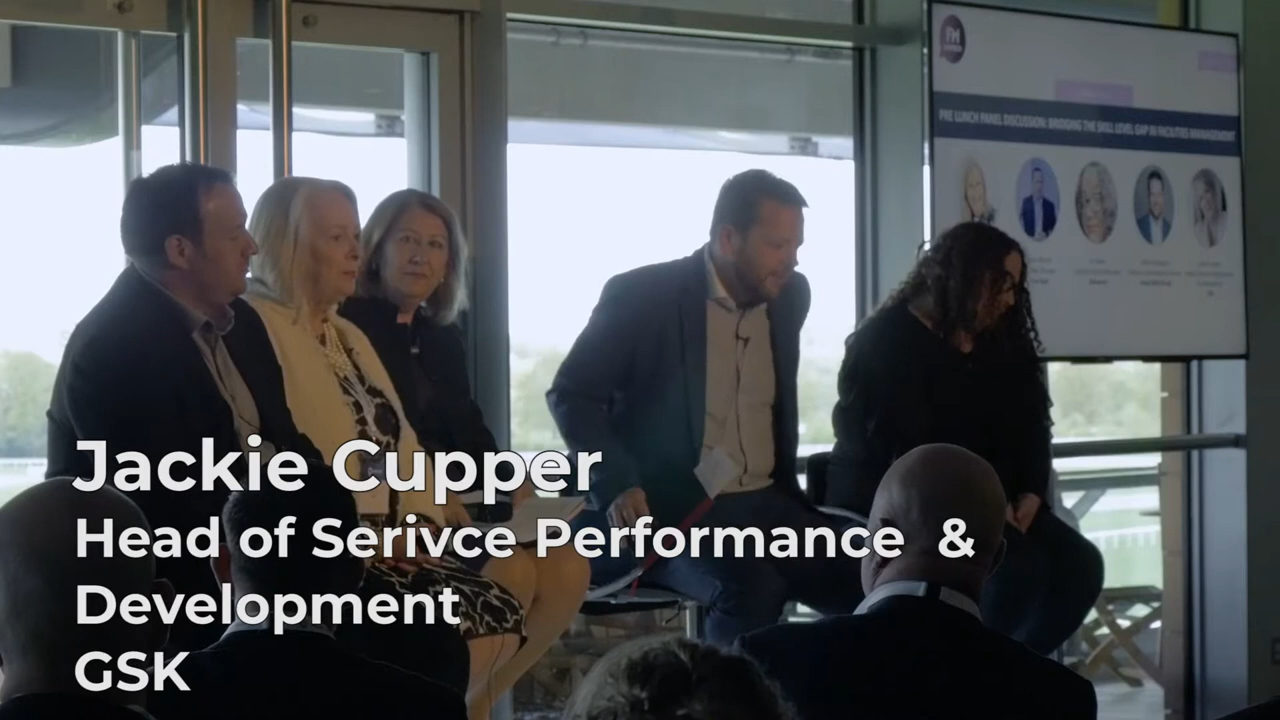 FM
PRE LUNCH PANEL DISCUSSION: BRIDGING THE SKILL LEVEL GAP IN FACILITIES MANAGEMENT
Jackie Cupper
Head of Serivce Performance &
Development
GSK